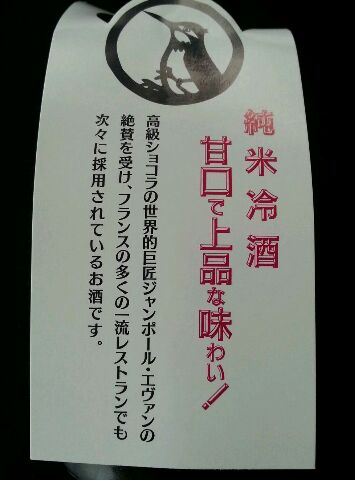 純米冷酒
甘口で上品な味わい!
高級ショコラの世界的巨匠ジャンポール・エヴァンの
絶賛を受け、フランスの多くの一流レストランでも
次々に採用されているお酒です。